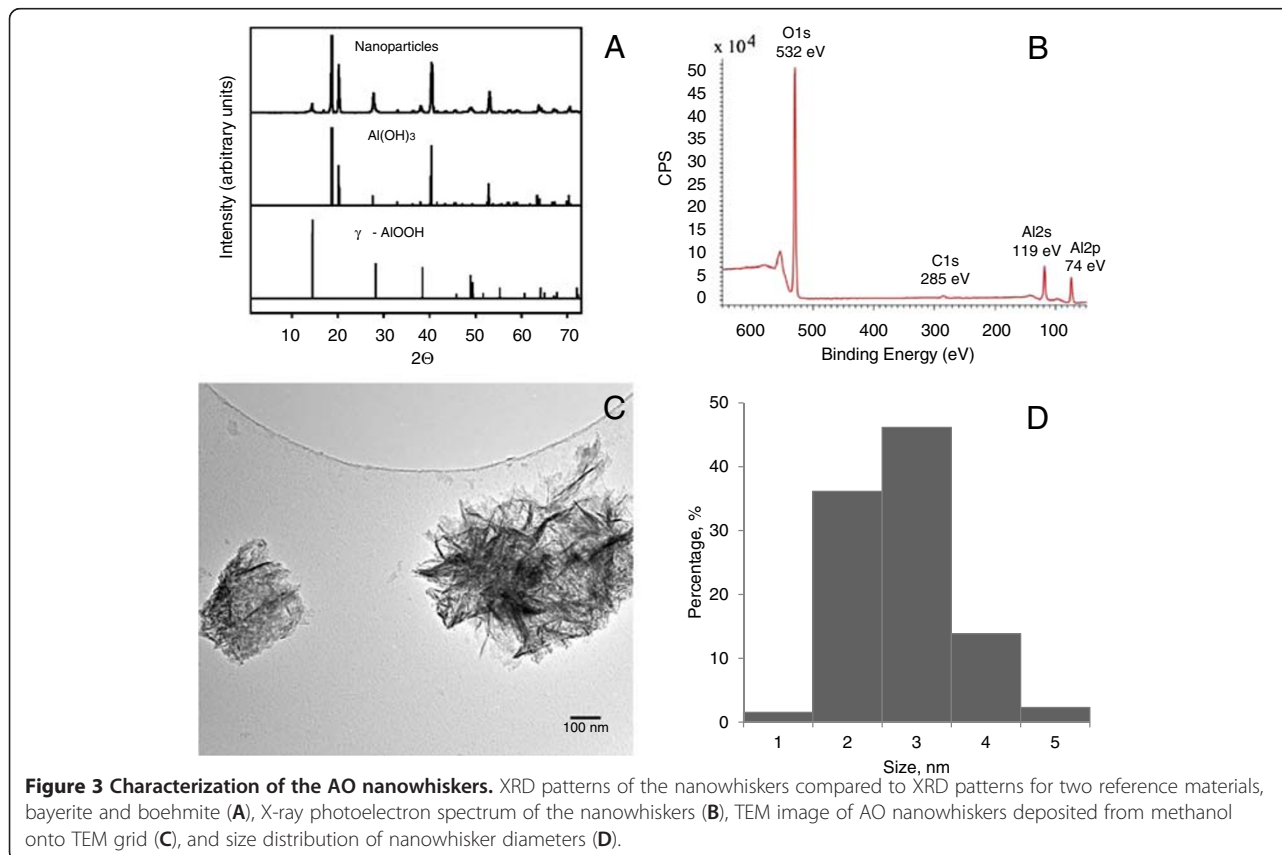 A
Nanoparticles
Al(OH)3
γ - AlOOH
Intensity (arbitrary units)
10 20 30 40 50 60 70
2Θ
B
x 10⁴
O1s
532 eV
50
45
40
35
30
25
20
15
10
5
0
CPS
C1s
285 eV
Al2s
119 eV
Al2p
74 eV
600 500 400 300 200 100 0
Binding Energy (eV)
C
100 nm
D
50
40
30
20
10
0
Percentage, %
1 2 3 4 5
Size, nm
Figure 3 Characterization of the AO nanowhiskers. XRD patterns of the nanowhiskers compared to XRD patterns for two reference materials,
bayerite and boehmite (A), X-ray photoelectron spectrum of the nanowhiskers (B), TEM image of AO nanowhiskers deposited from methanol
onto TEM grid (C), and size distribution of nanowhisker diameters (D).